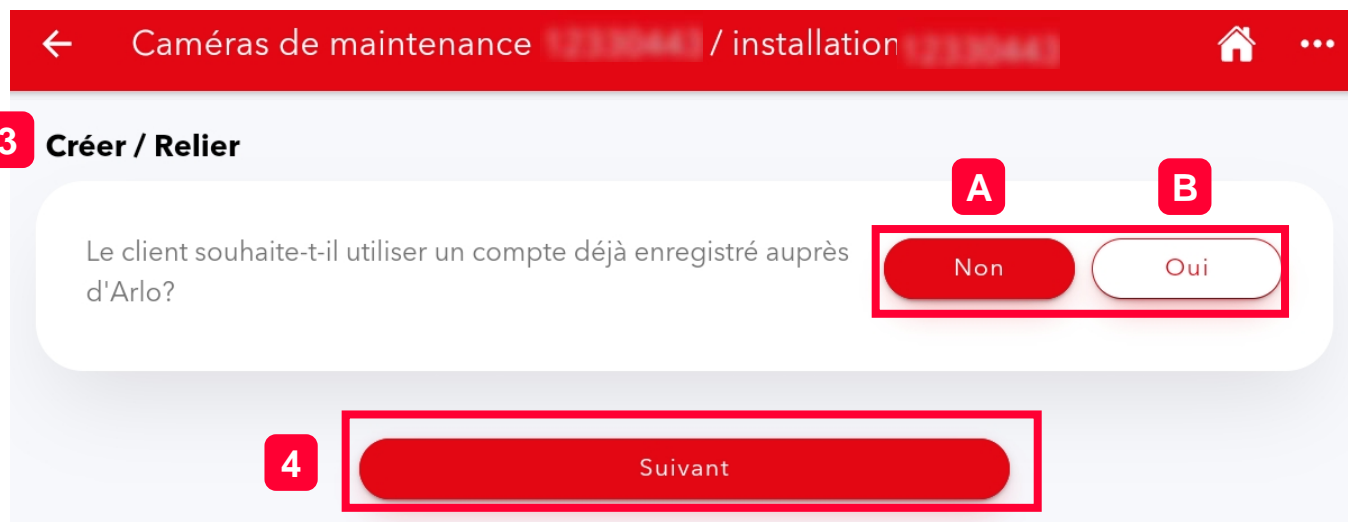 Caméras de maintenance / installation
3 Créer / Relier
A B
Le client souhaite-t-il utiliser un compte déjà enregistré auprès
d'Arlo?
Non Oui
4 Suivant